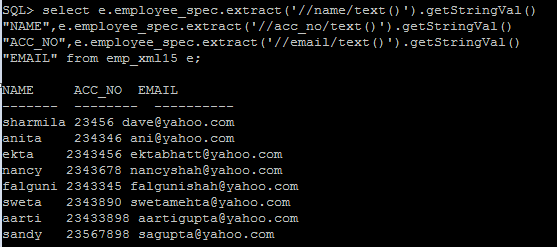 SQL> select e.employee_spec.extract('//name/text()').getStringVal()
"NAME",e.employee_spec.extract('//acc_no/text()').getStringVal()
"ACC_NO",e.employee_spec.extract('//email/text()').getStringVal()
"EMAIL" from emp_xml15 e;
NAME ACC_NO EMAIL
------- -------- -----------
sharmila 23456 dave@yahoo.com
anita 234346 ani@yahoo.com
ekta 2343456 ektabhatt@yahoo.com
nancy 2343678 nancyshah@yahoo.com
falguni 2343345 falgunishah@yahoo.com
sweta 2343890 swetamehta@yahoo.com
aarti 23433898 aartigupta@yahoo.com
sandy 23567898 sagupta@yahoo.com